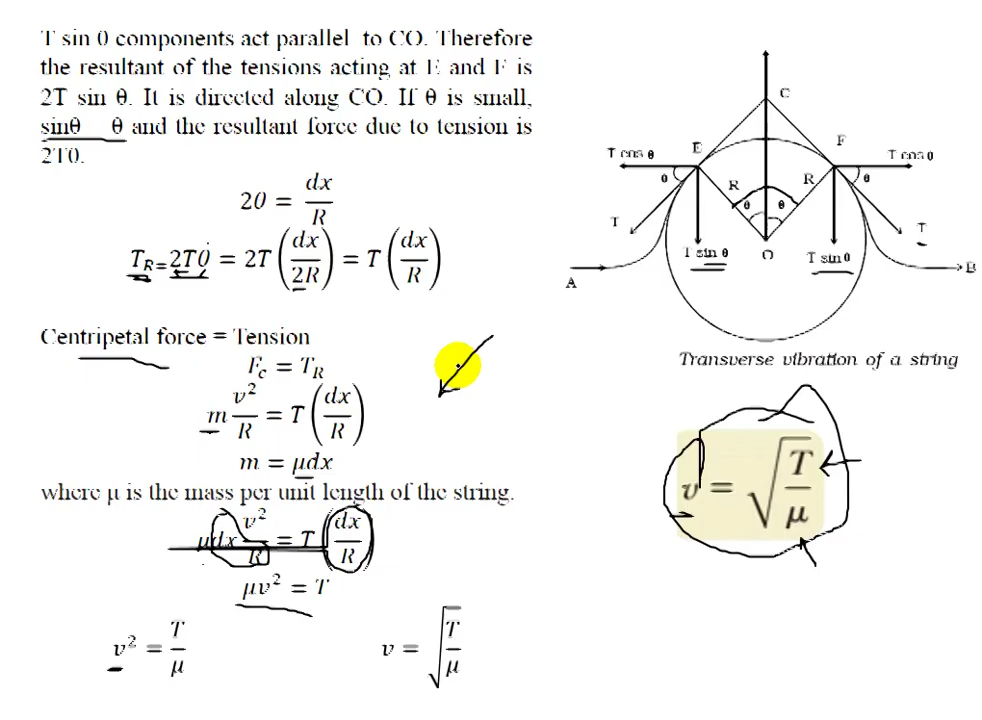 T sin θ components act parallel to CO. Therefore
the resultant of the tensions acting at E and F is
2T sin θ. It is directed along CO. If θ is small,
sinθ θ and the resultant force due to tension is
2Tθ.
2θ = dx/R
T_R = 2Tθ = 2T (dx/2R) = T (dx/R)
Centripetal force = Tension
F_c = T_R
m v²/R = T (dx/R)
m = μdx
where μ is the mass per unit length of the string.
μdx v²/R = T (dx/R)
μv² = T
v² = T/μ
v = √(T/μ)
C
E
F
T cos θ
T cos θ
θ
R
R
θ
θ
θ
θ
T
T
T sin θ
O
T sin θ
A
B
Transverse vibration of a string
v = √(T/μ)